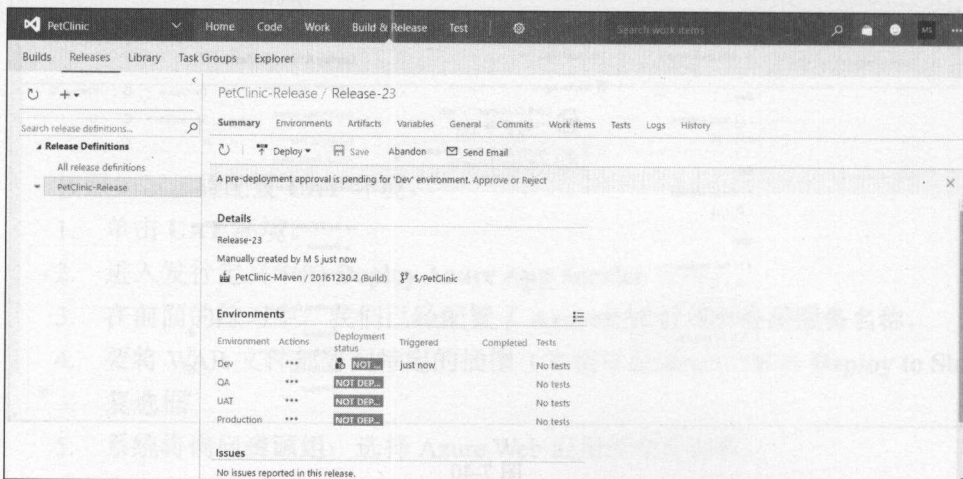 PetClinic Home Code Work Build & Release Test Search work items MS
Builds Releases Library Task Groups Explorer
PetClinic-Release / Release-23
Search release definitions...
Summary Environments Artifacts Variables General Commits Work items Tests Logs History
Release Definitions
Deploy Save Abandon Send Email
All release definitions
PetClinic-Release
A pre-deployment approval is pending for 'Dev' environment. Approve or Reject
Details
Release-23
Manually created by M S just now
PetClinic-Maven / 20161230.2 (Build) $/PetClinic
Environments
Environment Actions Deployment status Triggered Completed Tests
Dev NOT ... just now No tests
QA NOT DEP... No tests
UAT NOT DEP... No tests
Production NOT DEP... No tests
Issues
No issues reported in this release.